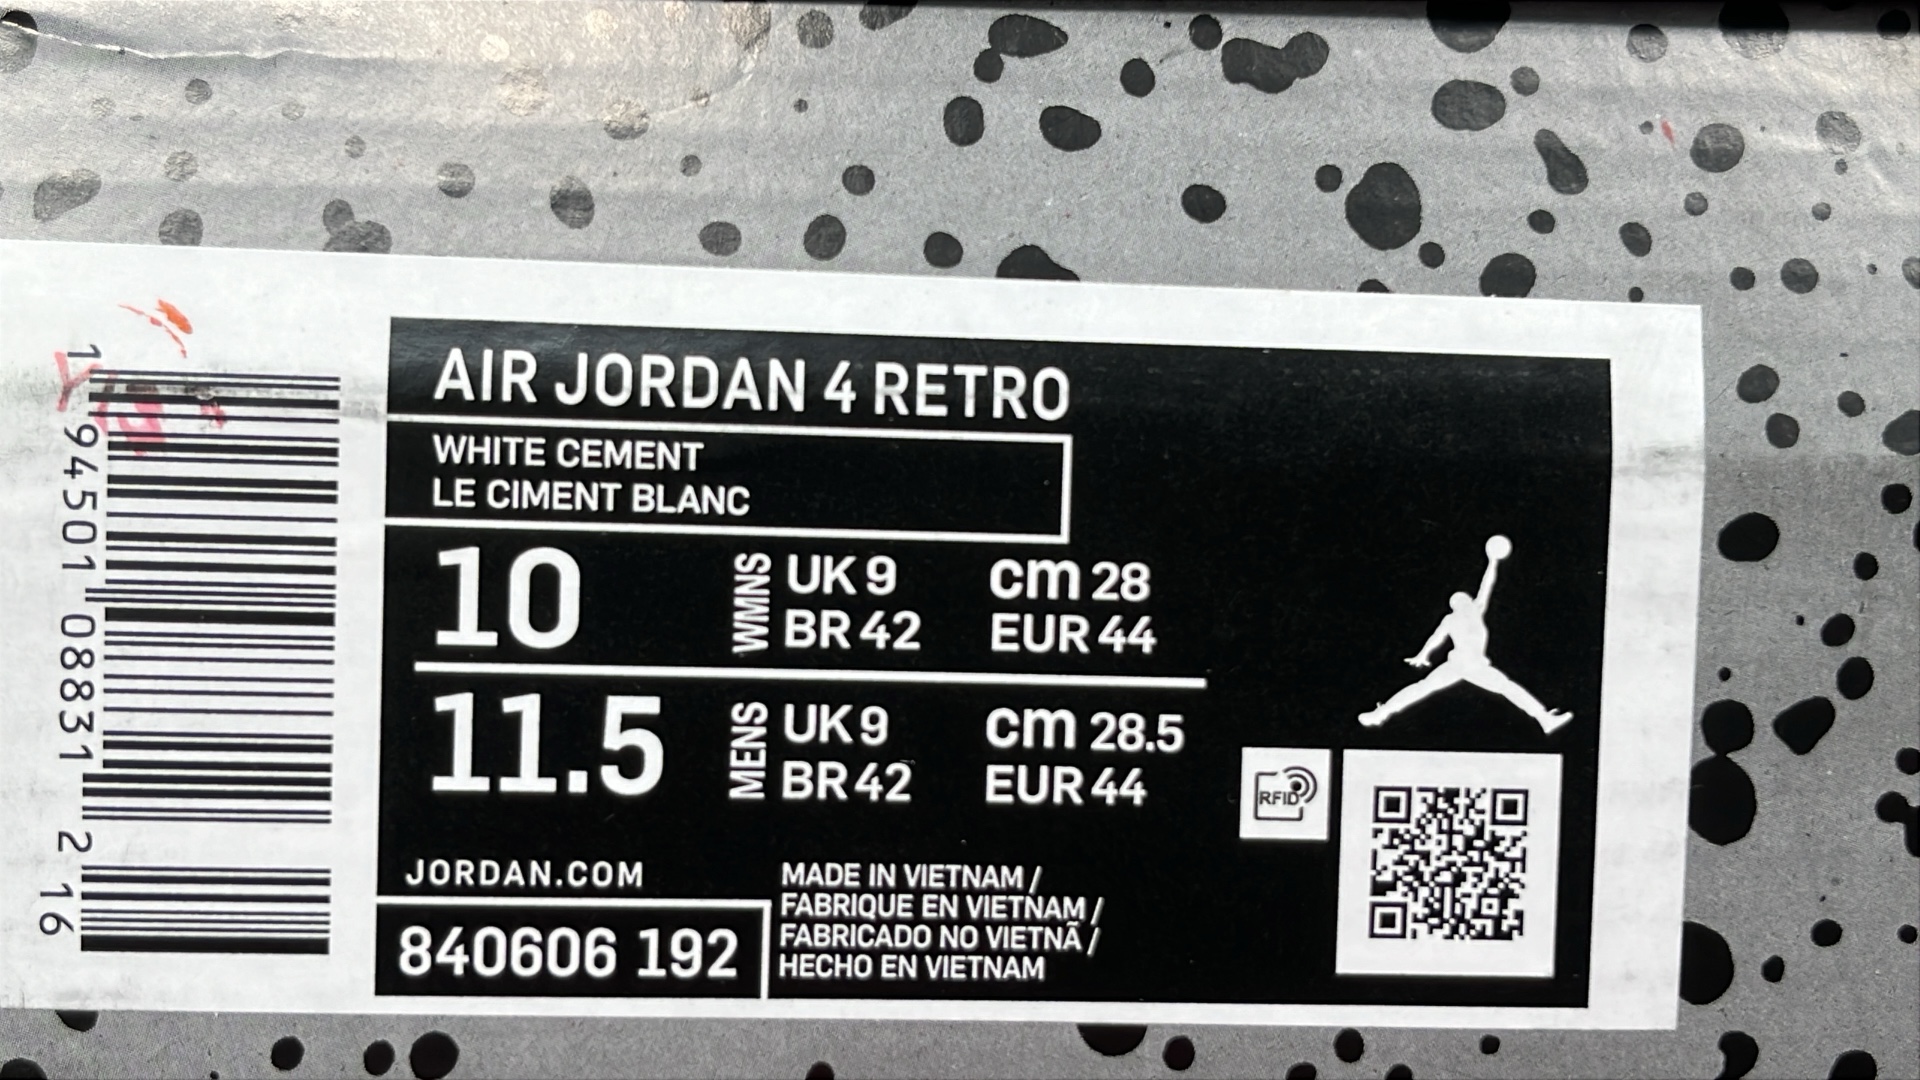 AIR JORDAN 4 RETRO
WHITE CEMENT
LE CIMENT BLANC
10 WMNS UK 9 cm 28
BR 42 EUR 44
11.5 MENS UK 9 cm 28.5
BR 42 EUR 44
RFID
JORDAN.COM
840606 192
MADE IN VIETNAM /
FABRIQUE EN VIETNAM /
FABRICADO NO VIETNÃ /
HECHO EN VIETNAM
1 94501 08831 2 16